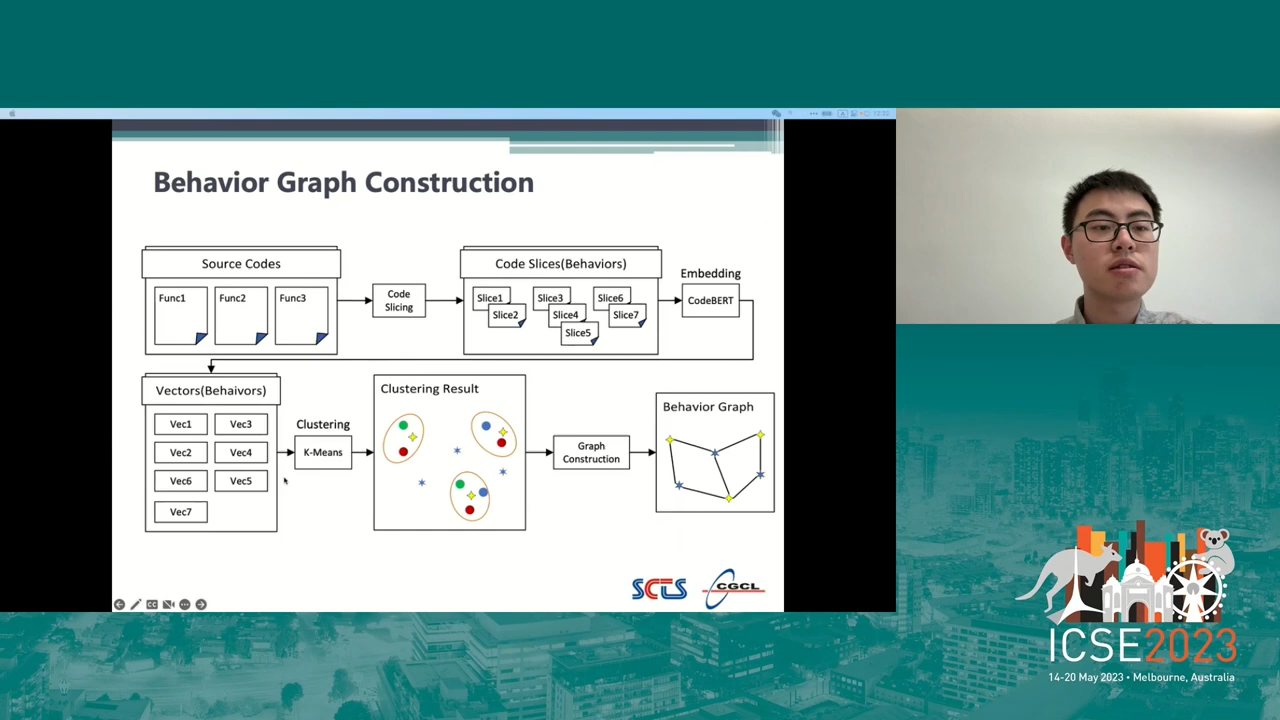 Behavior Graph Construction
Source Codes
Func1
Func2
Func3
Code
Slicing
Code Slices(Behaviors)
Slice1
Slice2
Slice3
Slice4
Slice5
Slice6
Slice7
Embedding
CodeBERT
Vectors(Behaivors)
Vec1
Vec3
Vec2
Vec4
Vec6
Vec5
Vec7
Clustering
K-Means
Clustering Result
Graph
Construction
Behavior Graph
SCTS
CGCL
ICSE2023
14-20 May 2023 • Melbourne, Australia